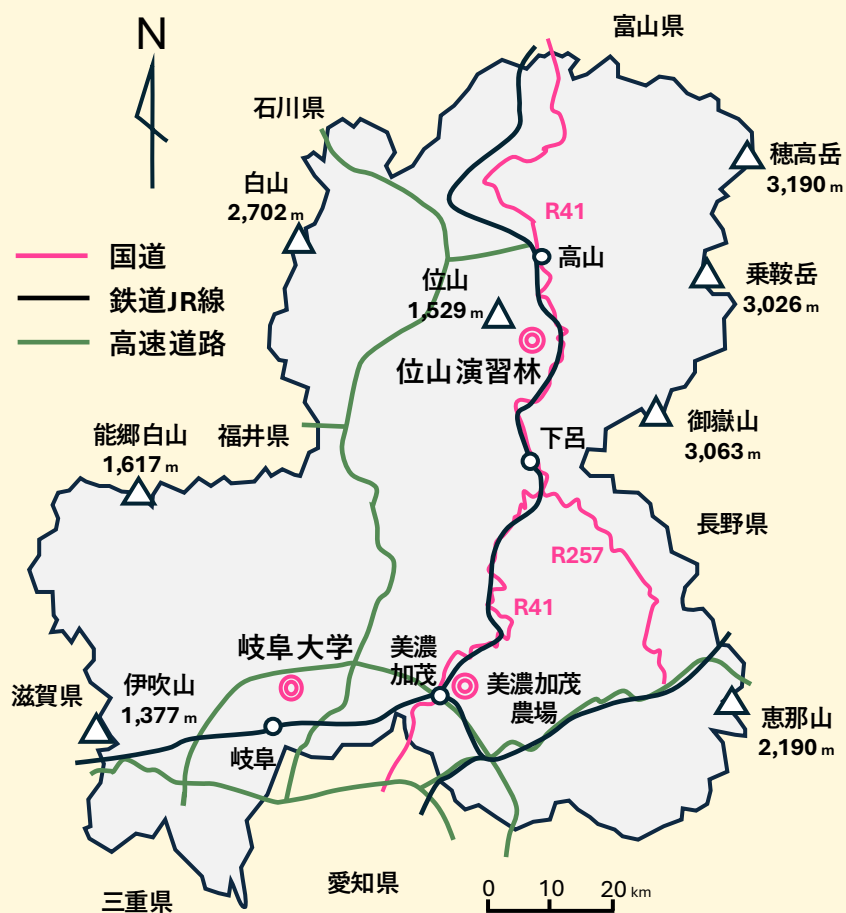 富山県
N
石川県
穂高岳
3,190 m
白山
2,702 m
R41
国道
鉄道JR線
高速道路
高山
位山
1,529 m
乗鞍岳
3,026 m
位山演習林
御嶽山
3,063 m
能郷白山
1,617 m
福井県
下呂
長野県
R257
R41
岐阜大学
美濃
加茂
美濃加茂
農場
滋賀県
伊吹山
1,377 m
岐阜
恵那山
2,190 m
三重県
愛知県
0 10 20 km